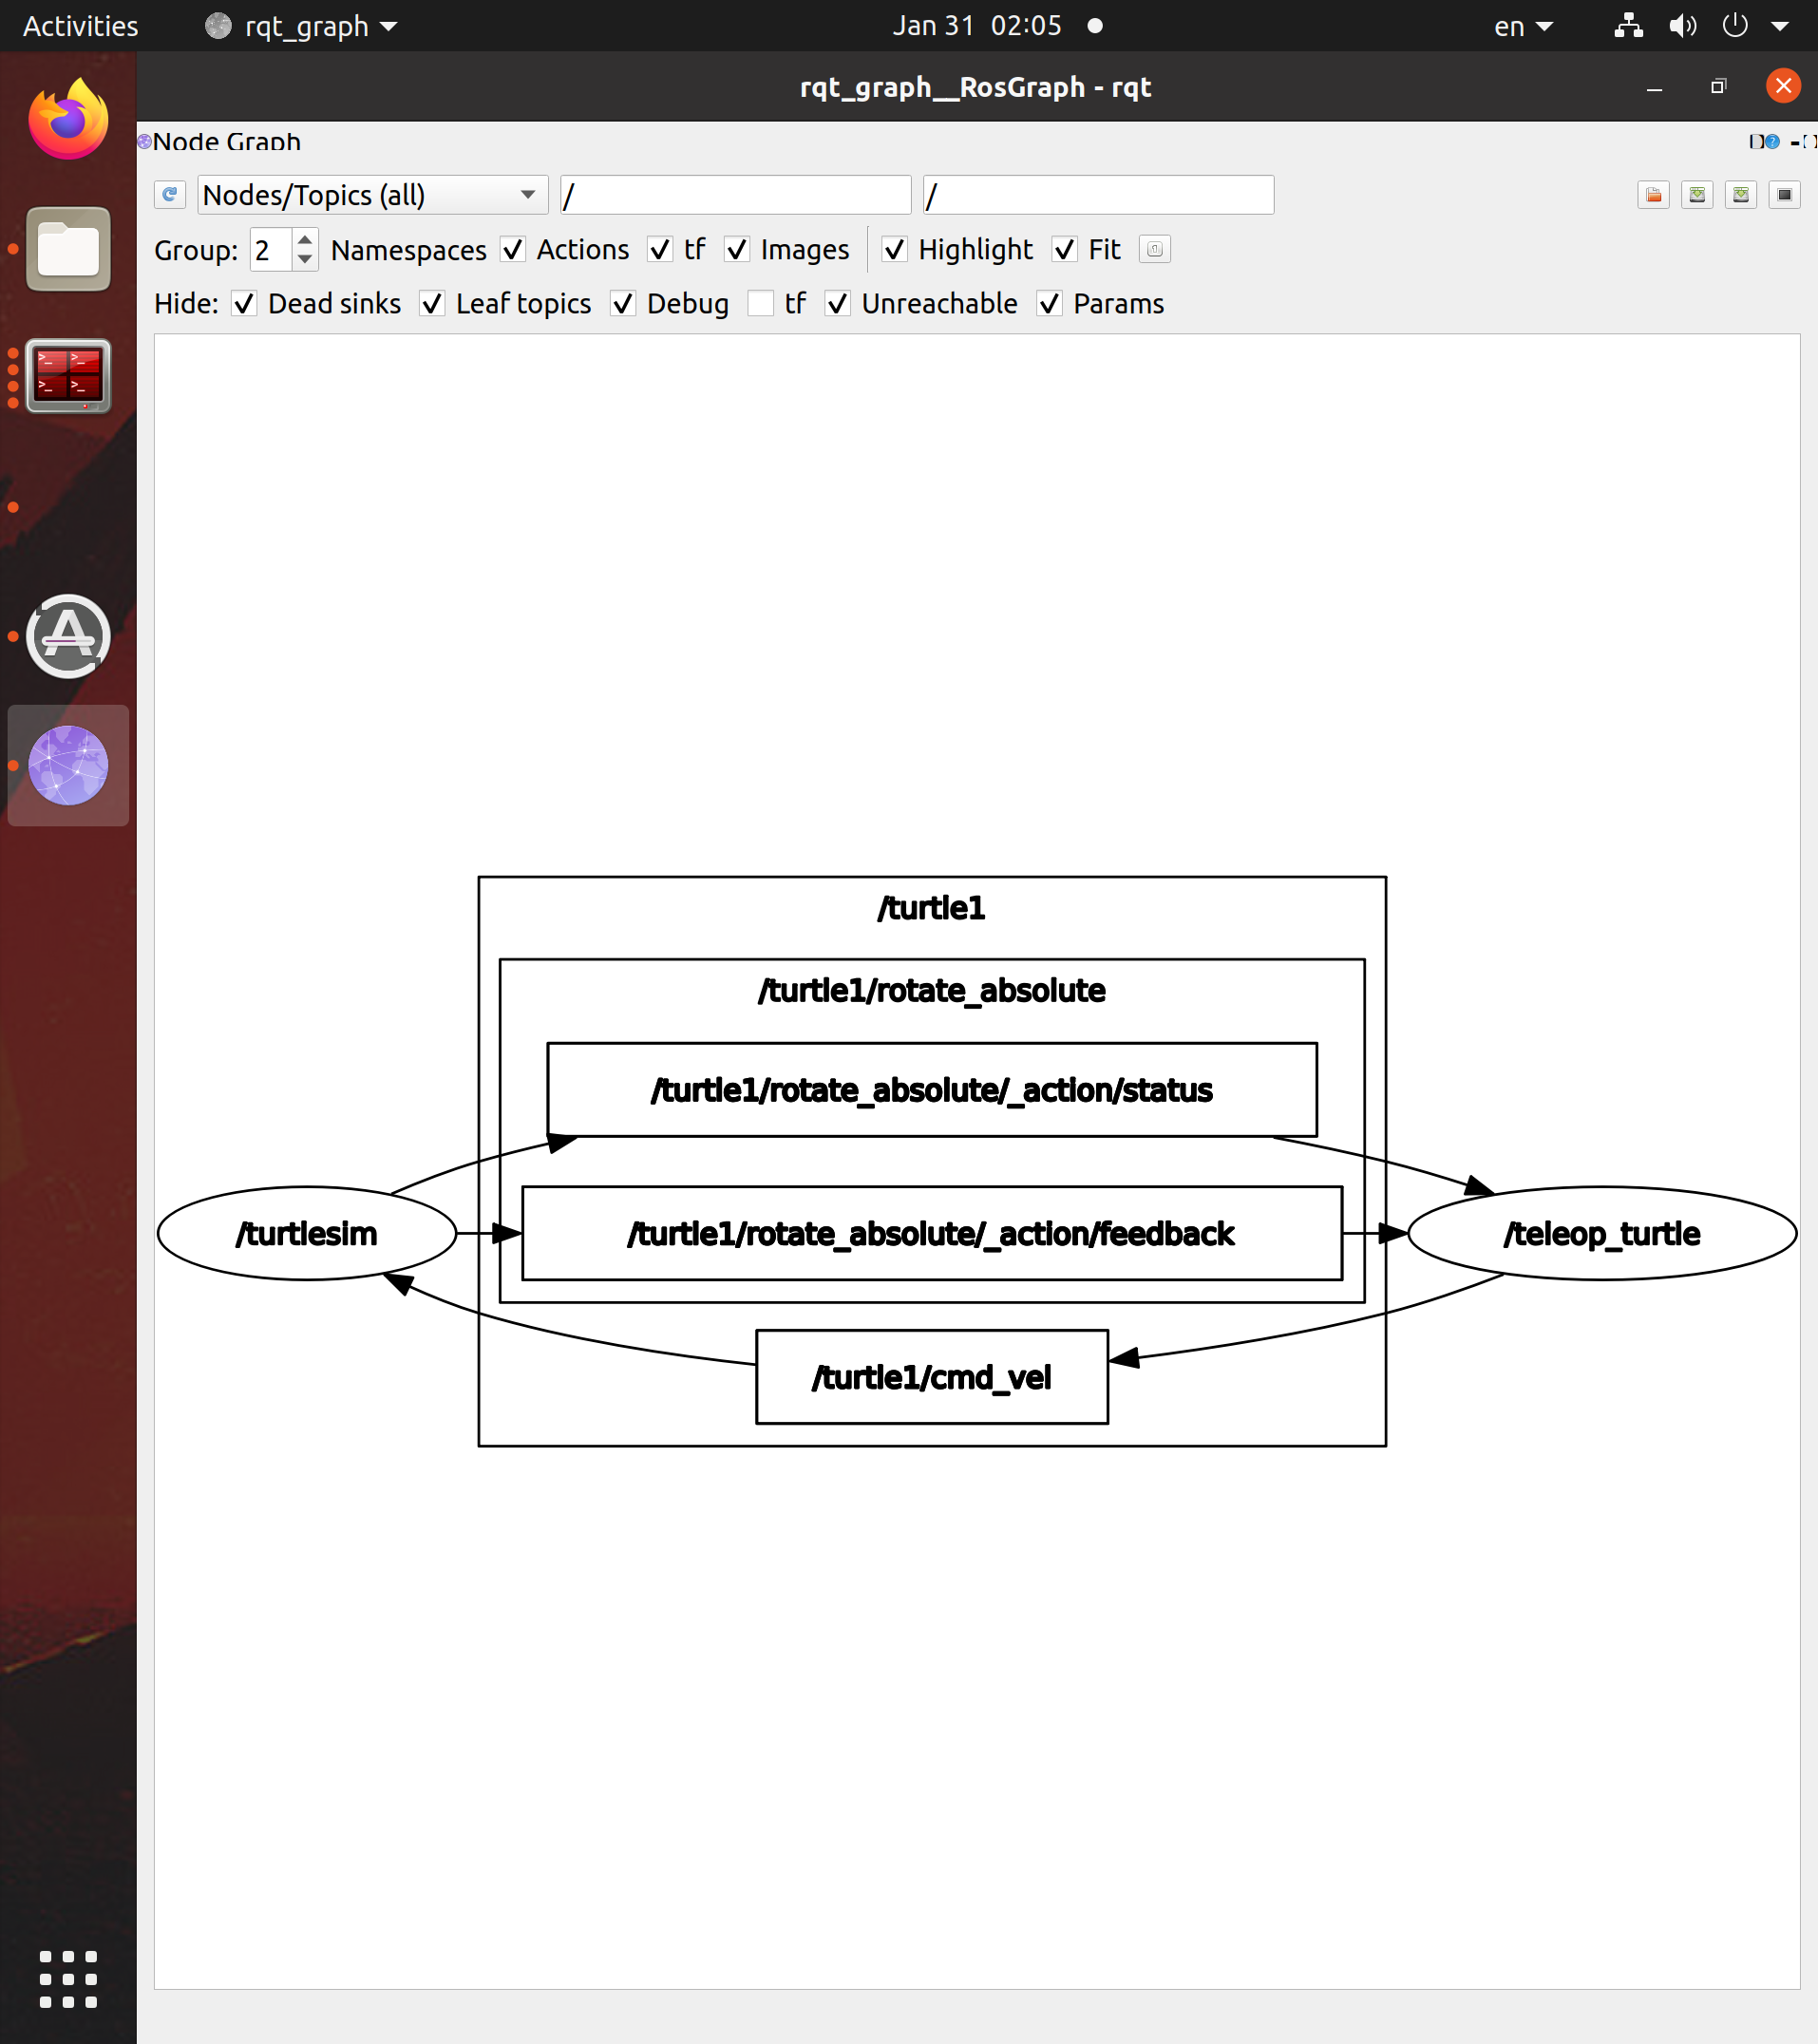 Activities rqt_graph Jan 31 02:05 en
rqt_graph__RosGraph - rqt
Node Graph
Nodes/Topics (all) / /
Group: 2 Namespaces Actions tf Images Highlight Fit
Hide: Dead sinks Leaf topics Debug tf Unreachable Params
/turtle1
/turtle1/rotate_absolute
/turtle1/rotate_absolute/_action/status
/turtlesim /turtle1/rotate_absolute/_action/feedback /teleop_turtle
/turtle1/cmd_vel